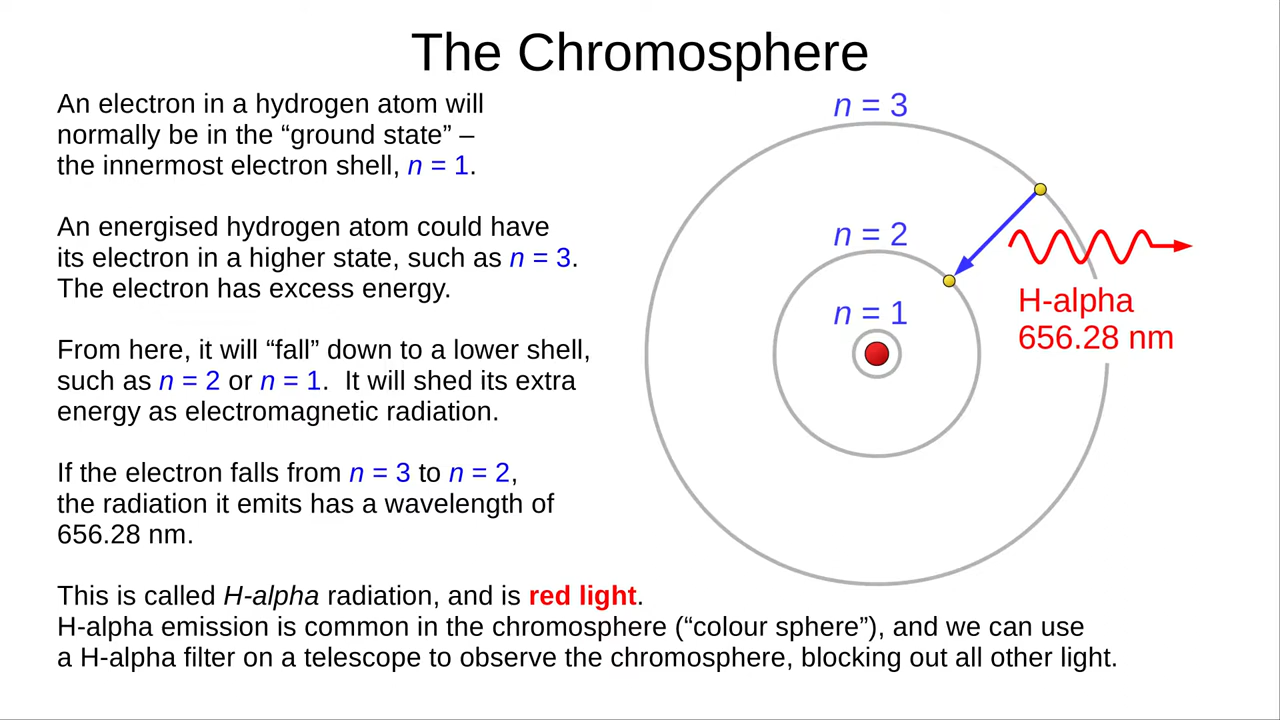 The Chromosphere
An electron in a hydrogen atom will
normally be in the “ground state” –
the innermost electron shell, n = 1.
An energised hydrogen atom could have
its electron in a higher state, such as n = 3.
The electron has excess energy.
From here, it will “fall” down to a lower shell,
such as n = 2 or n = 1.  It will shed its extra
energy as electromagnetic radiation.
If the electron falls from n = 3 to n = 2,
the radiation it emits has a wavelength of
656.28 nm.
This is called H-alpha radiation, and is red light.
H-alpha emission is common in the chromosphere (“colour sphere”), and we can use
a H-alpha filter on a telescope to observe the chromosphere, blocking out all other light.
n = 3
n = 2
n = 1
H-alpha
656.28 nm